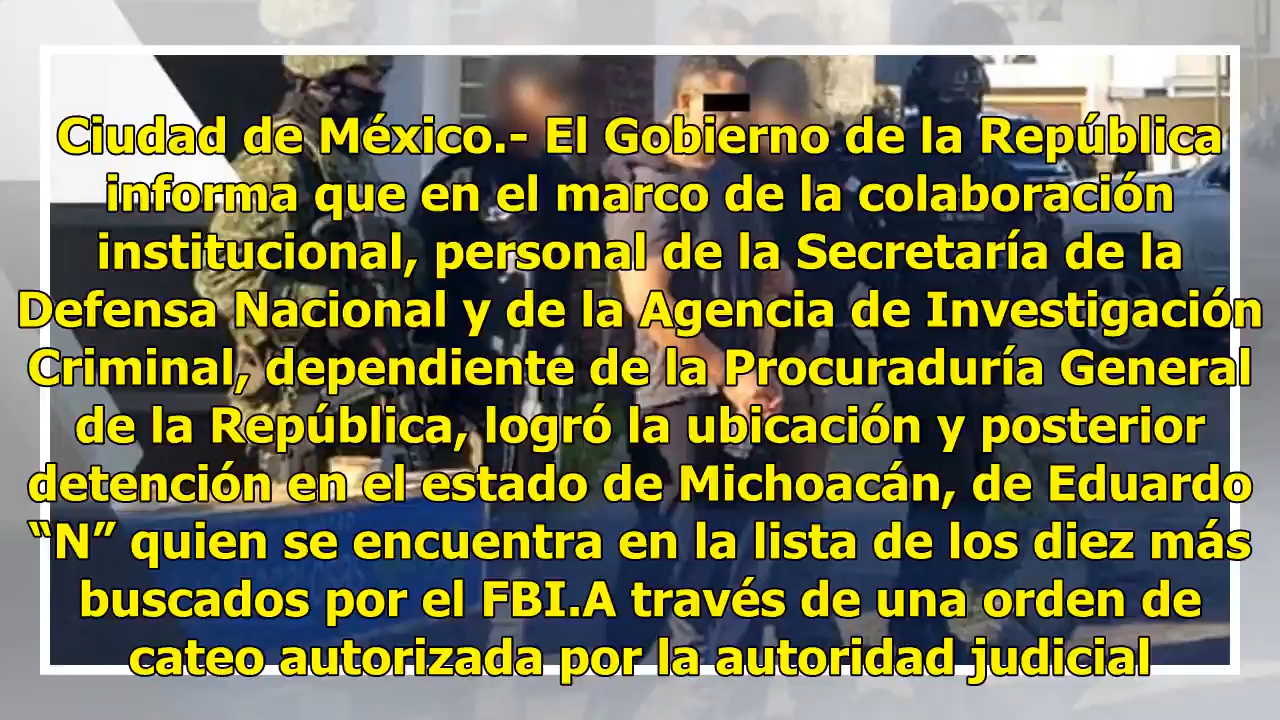 Ciudad de México.- El Gobierno de la República
informa que en el marco de la colaboración
institucional, personal de la Secretaría de la
Defensa Nacional y de la Agencia de Investigación
Criminal, dependiente de la Procuraduría General
de la República, logró la ubicación y posterior
detención en el estado de Michoacán, de Eduardo
“N” quien se encuentra en la lista de los diez más
buscados por el FBI.A través de una orden de
cateo autorizada por la autoridad judicial